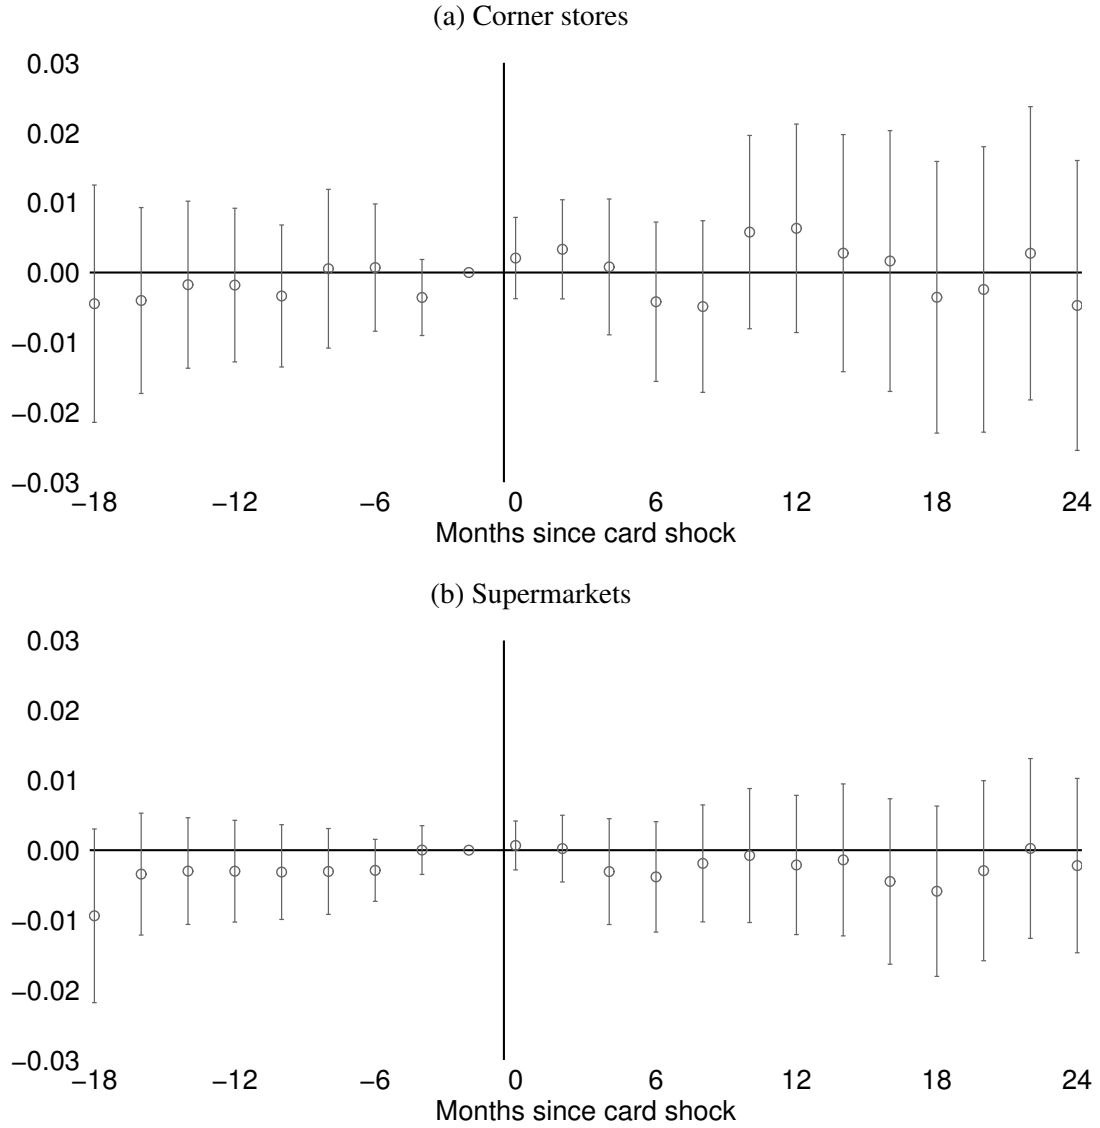 (a) Corner stores
0.03
0.02
0.01
0.00
−0.01
−0.02
−0.03
−18 −12 −6 0 6 12 18 24
Months since card shock
(b) Supermarkets
0.03
0.02
0.01
0.00
−0.01
−0.02
−0.03
−18 −12 −6 0 6 12 18 24
Months since card shock